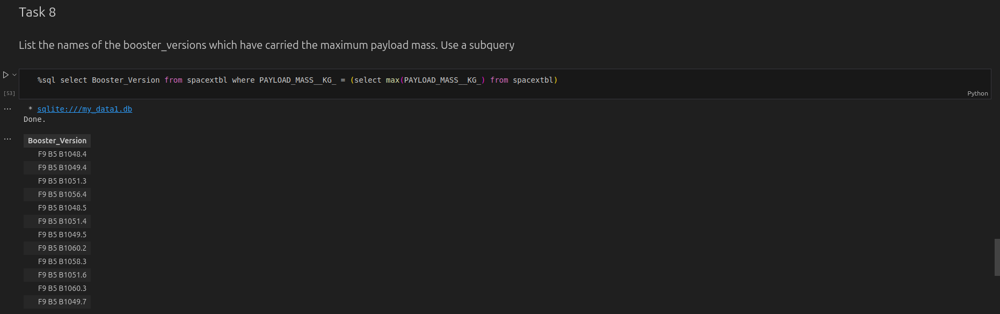 Task 8
List the names of the booster_versions which have carried the maximum payload mass. Use a subquery
%sql select Booster_Version from spacextbl where PAYLOAD_MASS__KG_ = (select max(PAYLOAD_MASS__KG_) from spacextbl)
[53]
Python
* sqlite:///my_data1.db
Done.
Booster_Version
F9 B5 B1048.4
F9 B5 B1049.4
F9 B5 B1051.3
F9 B5 B1056.4
F9 B5 B1048.5
F9 B5 B1051.4
F9 B5 B1049.5
F9 B5 B1060.2
F9 B5 B1058.3
F9 B5 B1051.6
F9 B5 B1060.3
F9 B5 B1049.7